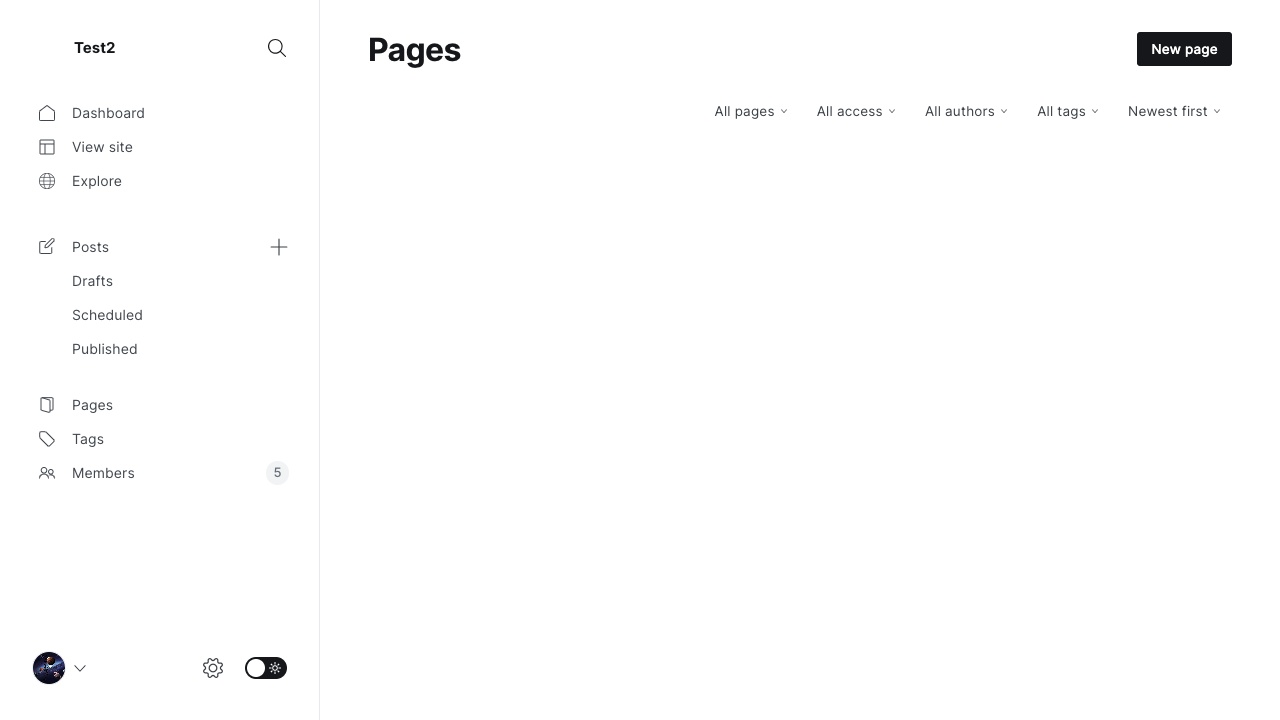 Test2
Pages
New page
All pages
All access
All authors
All tags
Newest first
Dashboard
View site
Explore
Posts
Drafts
Scheduled
Published
Pages
Tags
Members 5